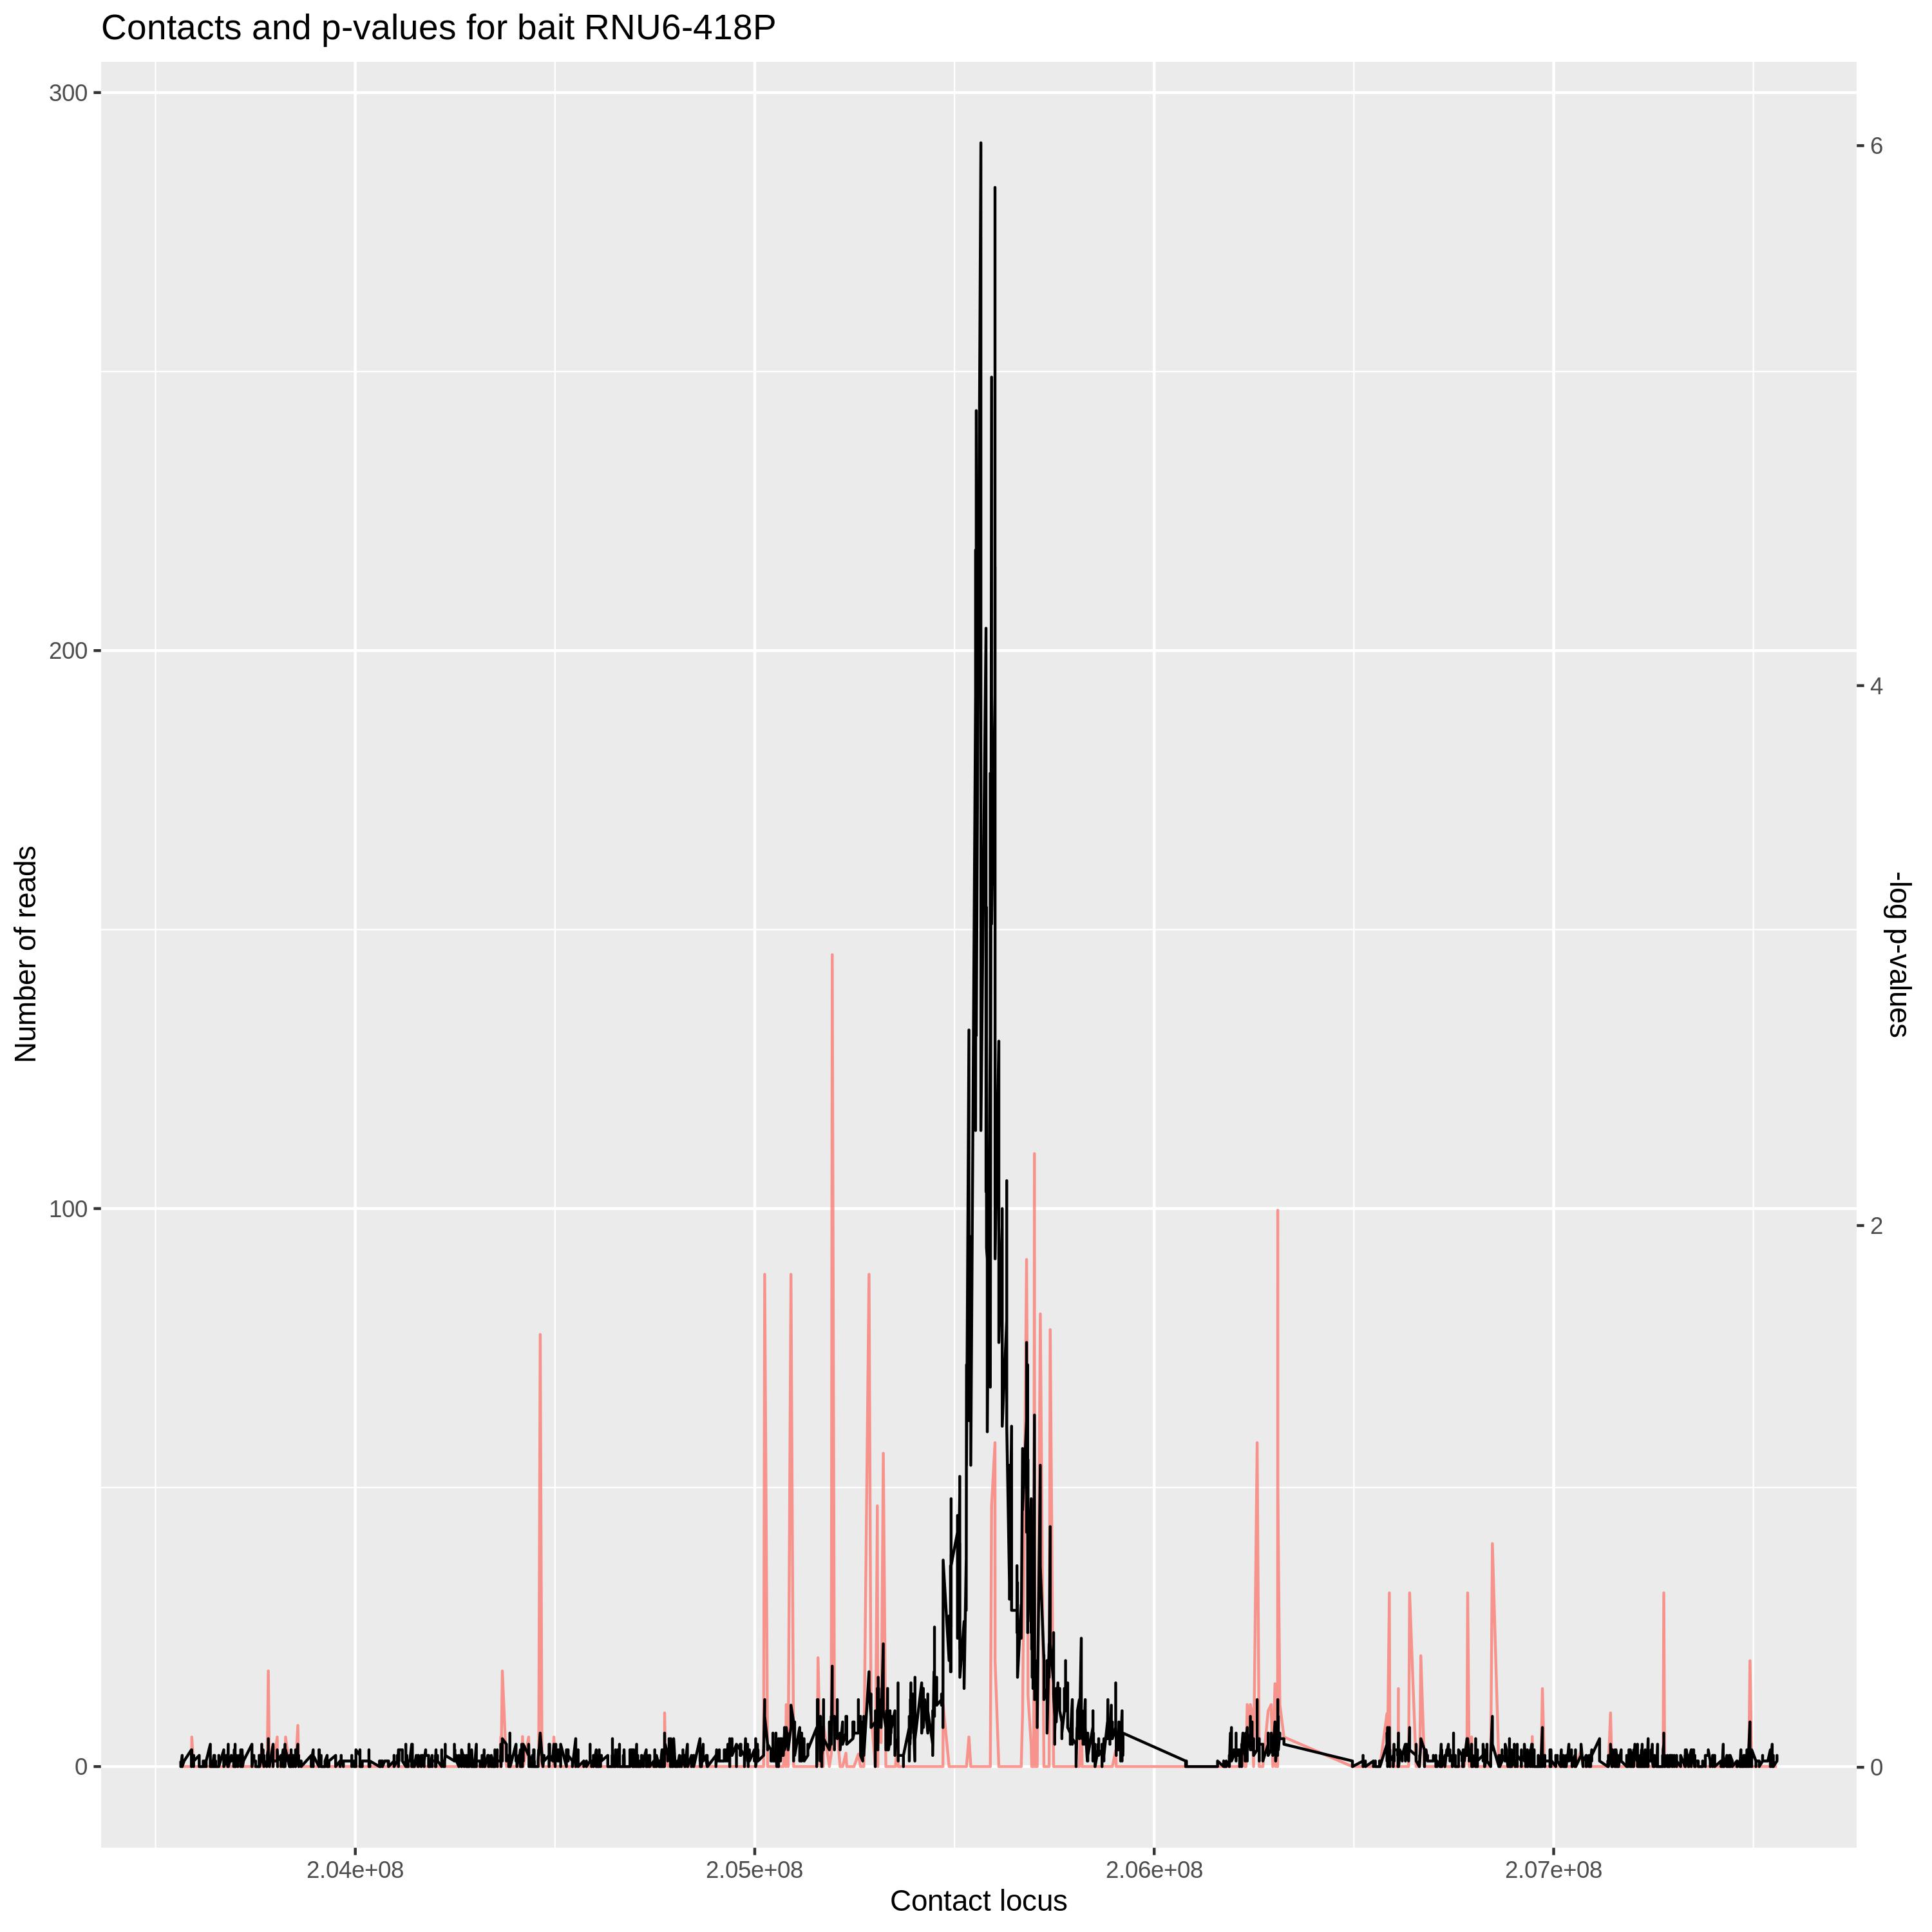 Contacts and p-values for bait RNU6-418P
300
200
100
0
Number of reads
6
4
2
0
-log p-values
2.04e+08
2.05e+08
2.06e+08
2.07e+08
Contact locus